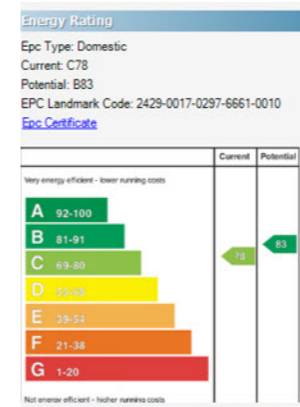 Energy Rating
Epc Type: Domestic
Current: C78
Potential: B83
EPC Landmark Code: 2429-0017-0297-6661-0010
Epc Certificate
Current Potential
Very energy efficient - lower running costs
A 92-100
B 81-91
83
C 69-80
78
D 55-68
E 39-54
F 21-38
G 1-20
Not energy efficient - higher running costs